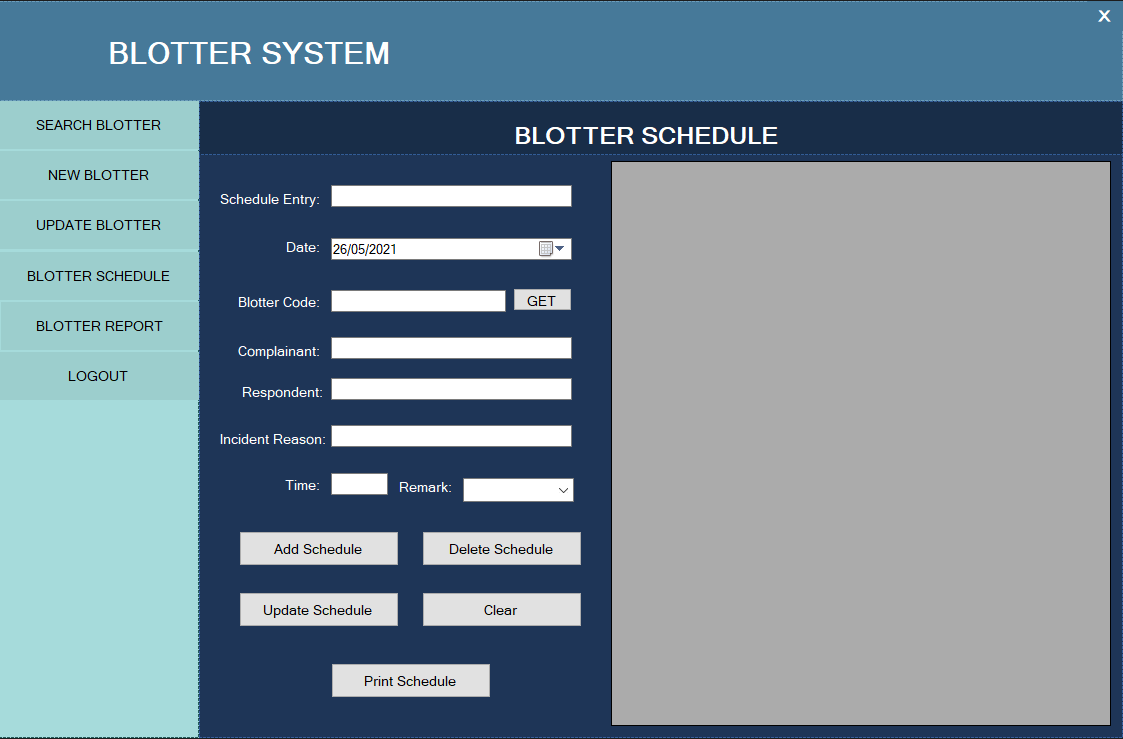 X
BLOTTER SYSTEM
SEARCH BLOTTER
NEW BLOTTER
UPDATE BLOTTER
BLOTTER SCHEDULE
BLOTTER REPORT
LOGOUT
BLOTTER SCHEDULE
Schedule Entry:
Date: 26/05/2021
Blotter Code: GET
Complainant:
Respondent:
Incident Reason:
Time: Remark:
Add Schedule Delete Schedule
Update Schedule Clear
Print Schedule